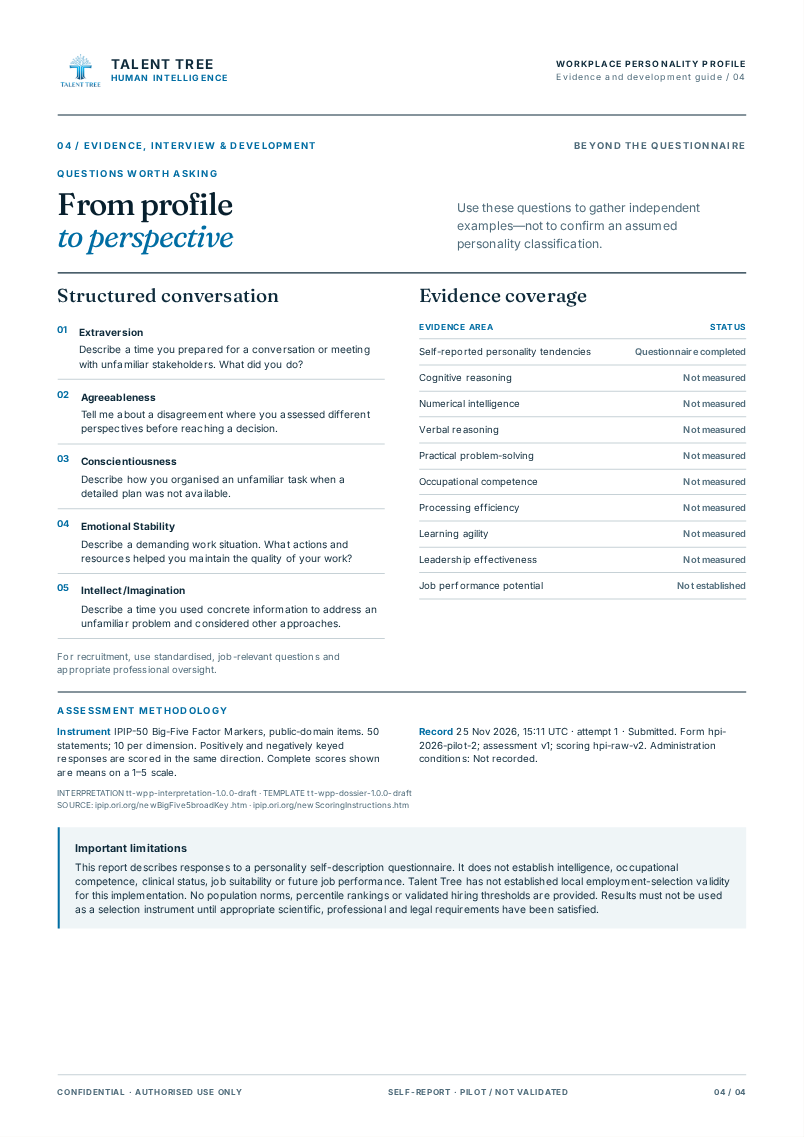 TALENT TREE
TALENT TREE
HUMAN INTELLIGENCE
WORKPLACE PERSONALITY PROFILE
Evidence and development guide / 04
04 / EVIDENCE, INTERVIEW & DEVELOPMENT
BEYOND THE QUESTIONNAIRE
QUESTIONS WORTH ASKING
From profile
to perspective
Use these questions to gather independent
examples—not to confirm an assumed
personality classification.
Structured conversation
01 Extraversion
Describe a time you prepared for a conversation or meeting
with unfamiliar stakeholders. What did you do?
02 Agreeableness
Tell me about a disagreement where you assessed different
perspectives before reaching a decision.
03 Conscientiousness
Describe how you organised an unfamiliar task when a
detailed plan was not available.
04 Emotional Stability
Describe a demanding work situation. What actions and
resources helped you maintain the quality of your work?
05 Intellect/Imagination
Describe a time you used concrete information to address an
unfamiliar problem and considered other approaches.
For recruitment, use standardised, job-relevant questions and
appropriate professional oversight.
Evidence coverage
EVIDENCE AREA STATUS
Self-reported personality tendencies Questionnaire completed
Cognitive reasoning Not measured
Numerical intelligence Not measured
Verbal reasoning Not measured
Practical problem-solving Not measured
Occupational competence Not measured
Processing efficiency Not measured
Learning agility Not measured
Leadership effectiveness Not measured
Job performance potential Not established
ASSESSMENT METHODOLOGY
Instrument IPIP-50 Big-Five Factor Markers, public-domain items. 50
statements; 10 per dimension. Positively and negatively keyed
responses are scored in the same direction. Complete scores shown
are means on a 1–5 scale.
Record 25 Nov 2026, 15:11 UTC · attempt 1 · Submitted. Form hpi-
2026-pilot-2; assessment v1; scoring hpi-raw-v2. Administration
conditions: Not recorded.
INTERPRETATION tt-wpp-interpretation-1.0.0-draft · TEMPLATE tt-wpp-dossier-1.0.0-draft
SOURCE: ipip.ori.org/newBigFive5broadKey.htm · ipip.ori.org/newScoringInstructions.htm
Important limitations
This report describes responses to a personality self-description questionnaire. It does not establish intelligence, occupational
competence, clinical status, job suitability or future job performance. Talent Tree has not established local employment-selection validity
for this implementation. No population norms, percentile rankings or validated hiring thresholds are provided. Results must not be used
as a selection instrument until appropriate scientific, professional and legal requirements have been satisfied.
CONFIDENTIAL · AUTHORISED USE ONLY
SELF-REPORT · PILOT / NOT VALIDATED
04 / 04